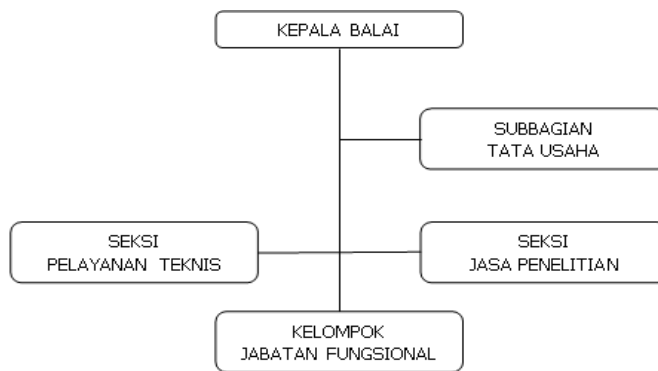 KEPALA BALAI
SUBBAGIAN
TATA USAHA
SEKSI
PELAYANAN TEKNIS
SEKSI
JASA PENELITIAN
KELOMPOK
JABATAN FUNGSIONAL